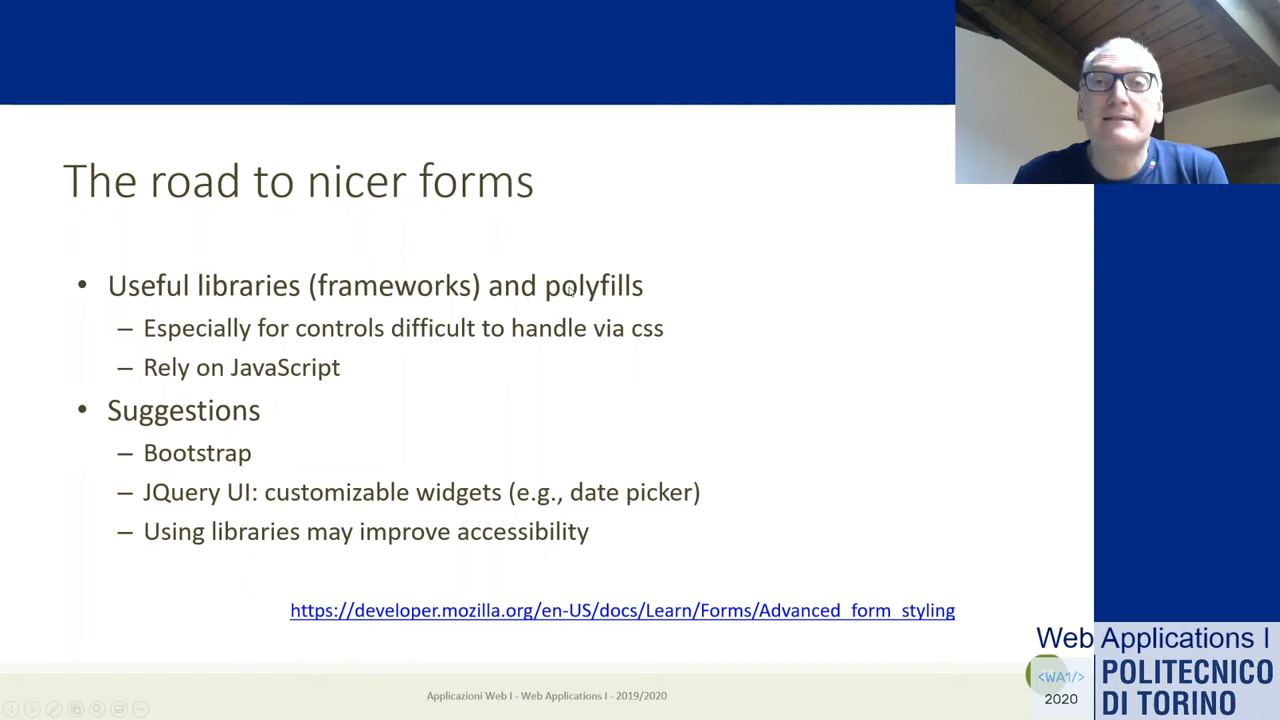 The road to nicer forms
• Useful libraries (frameworks) and polyfills
– Especially for controls difficult to handle via css
– Rely on JavaScript
• Suggestions
– Bootstrap
– JQuery UI: customizable widgets (e.g., date picker)
– Using libraries may improve accessibility
https://developer.mozilla.org/en-US/docs/Learn/Forms/Advanced_form_styling
Applicazioni Web I - Web Applications I - 2019/2020
Web Applications I
<WA1/>
2020
POLITECNICO
DI TORINO